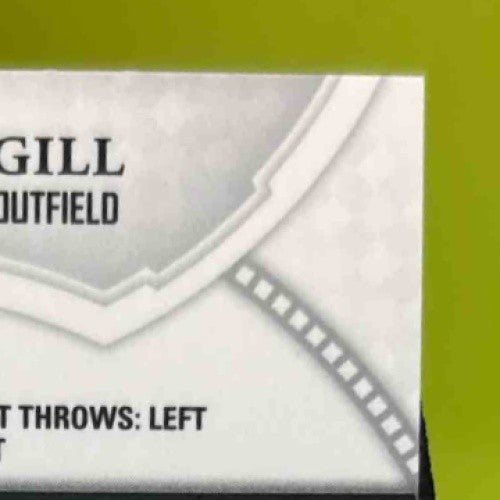 GILL
OUTFIELD
T THROWS: LEFT
T